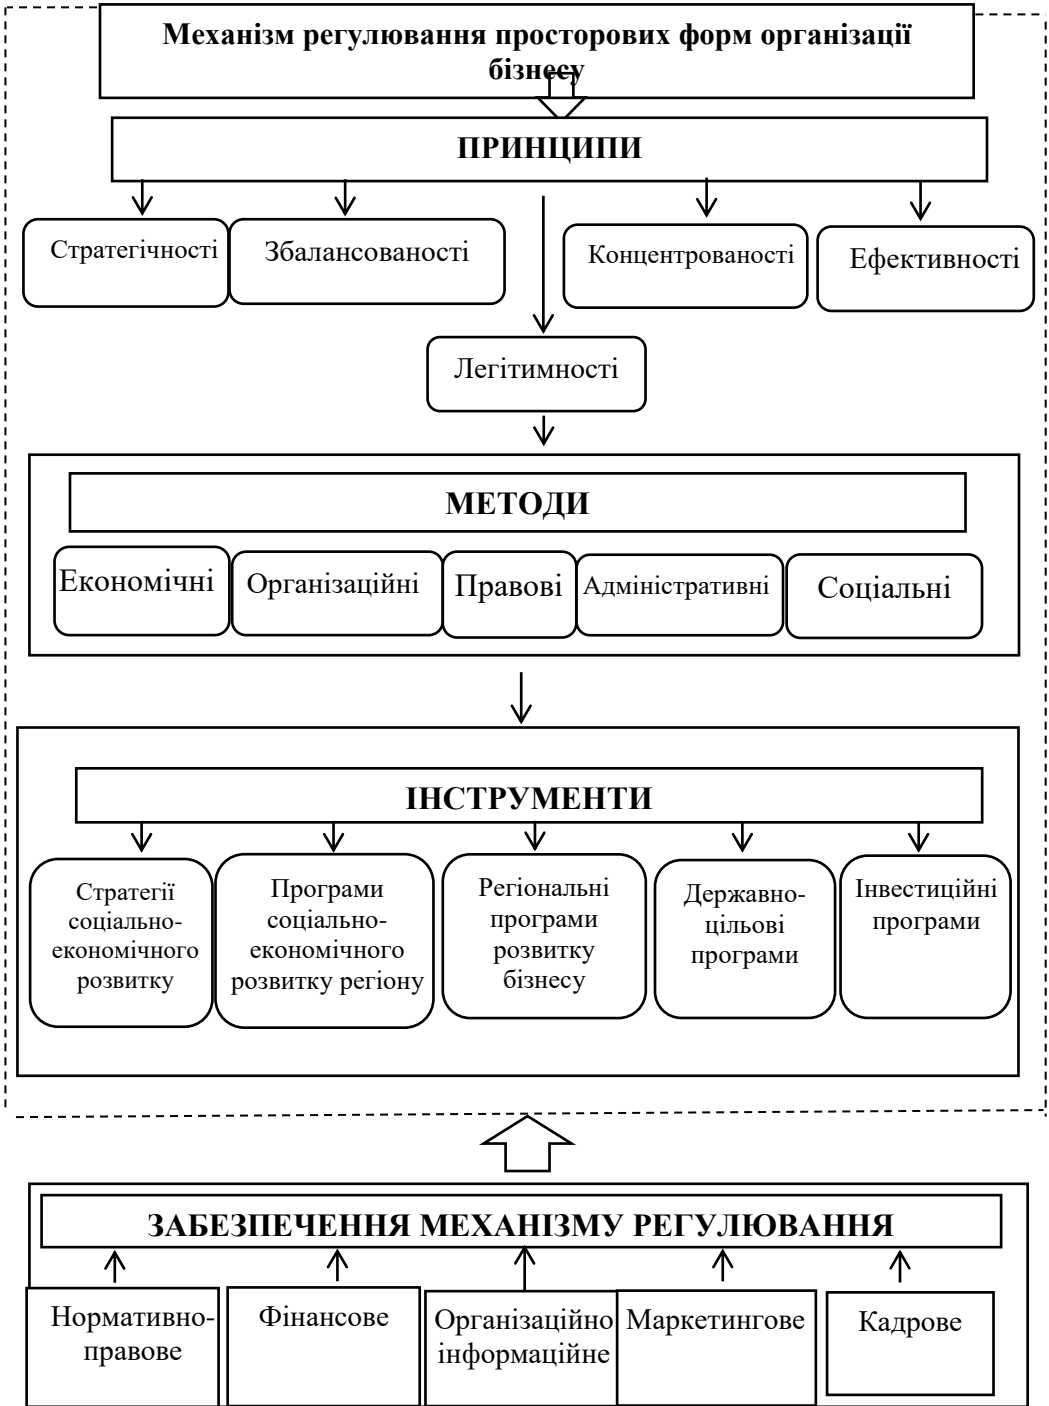 Механізм регулювання просторових форм організації
бізнесу
ПРИНЦИПИ
Стратегічності
Збалансованості
Концентрованості
Ефективності
Легітимності
МЕТОДИ
Економічні
Організаційні
Правові
Адміністративні
Соціальні
ІНСТРУМЕНТИ
Стратегії
соціально-
економічного
розвитку
Програми
соціально-
економічного
розвитку регіону
Регіональні
програми
розвитку
бізнесу
Державно-
цільові
програми
Інвестиційні
програми
ЗАБЕЗПЕЧЕННЯ МЕХАНІЗМУ РЕГУЛЮВАННЯ
Нормативно-
правове
Фінансове
Організаційно
інформаційне
Маркетингове
Кадрове